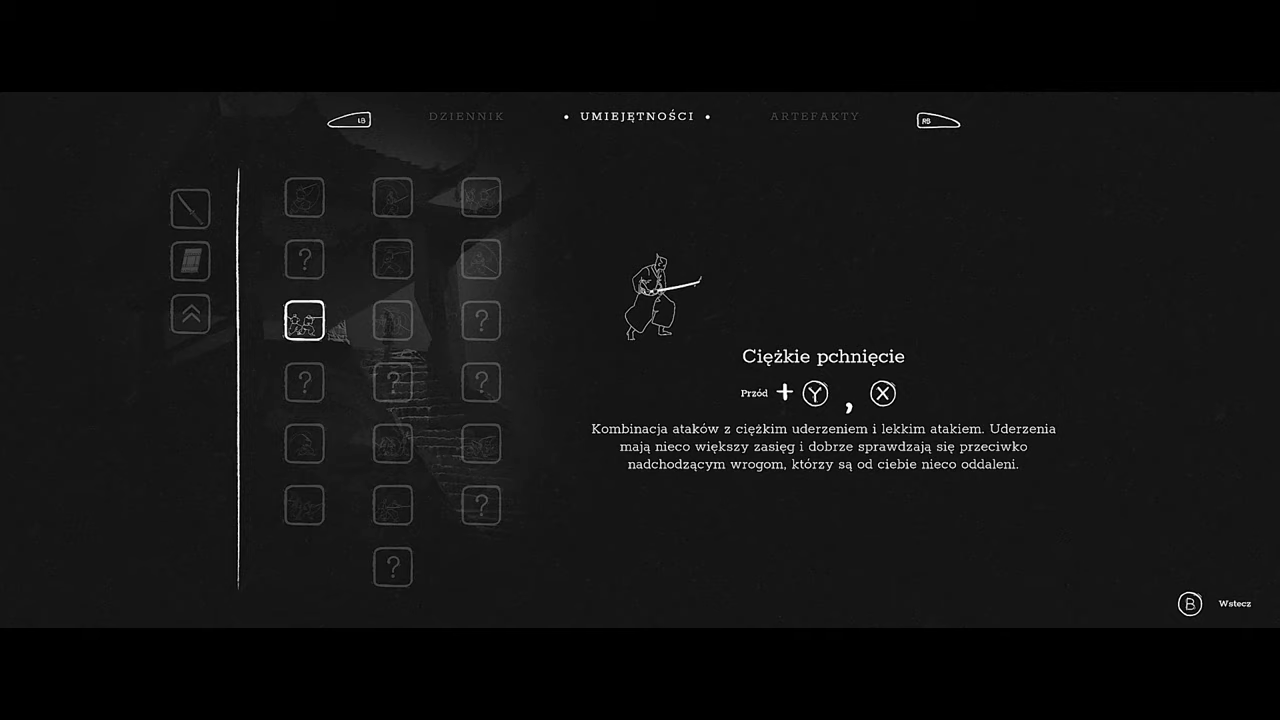 LB DZIENNIK • UMIEJĘTNOŚCI • ARTEFAKTY RB
?
?
? ? ?
?
?
Ciężkie pchnięcie
Przód + Y , X
Kombinacja ataków z ciężkim uderzeniem i lekkim atakiem. Uderzenia
mają nieco większy zasięg i dobrze sprawdzają się przeciwko
nadchodzącym wrogom, którzy są od ciebie nieco oddaleni.
B Wstecz